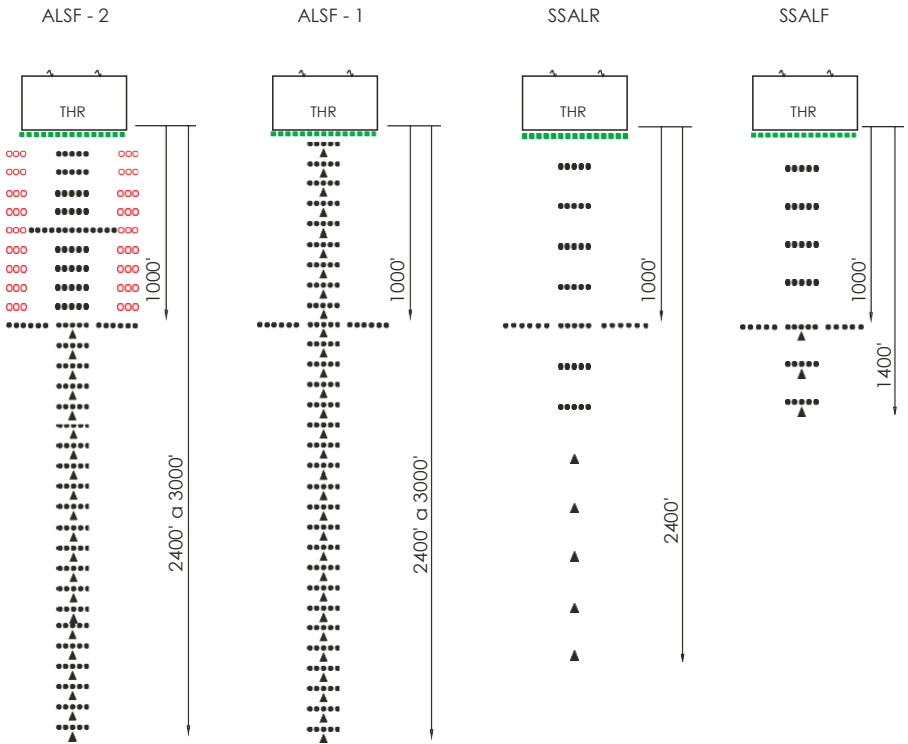 ALSF - 2
ALSF - 1
SSALR
SSALF
THR
THR
THR
THR
1000'
2400' a 3000'
1000'
2400' a 3000'
1000'
2400'
1000'
1400'